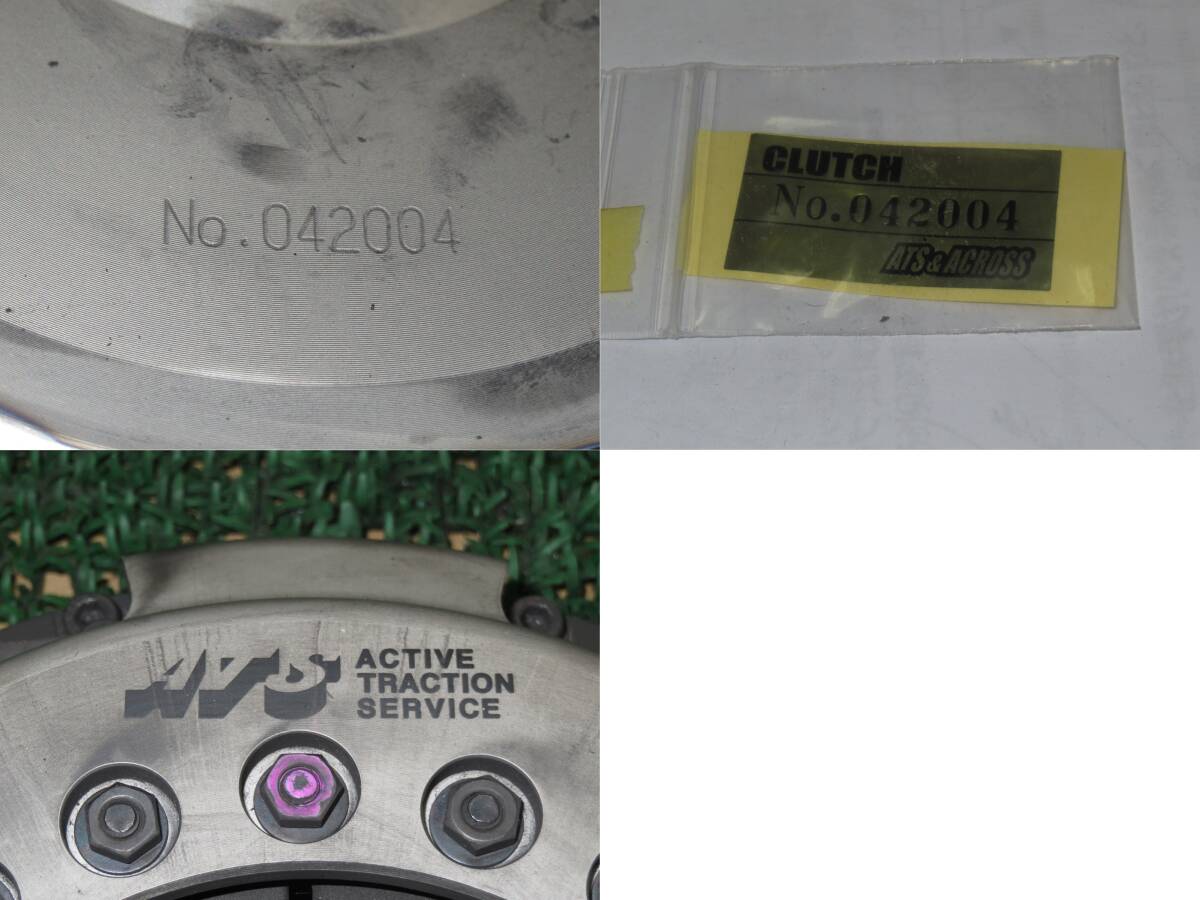 No.042004
CLUTCH
No.042004
ATS&ACROSS
ATS
ACTIVE
TRACTION
SERVICE